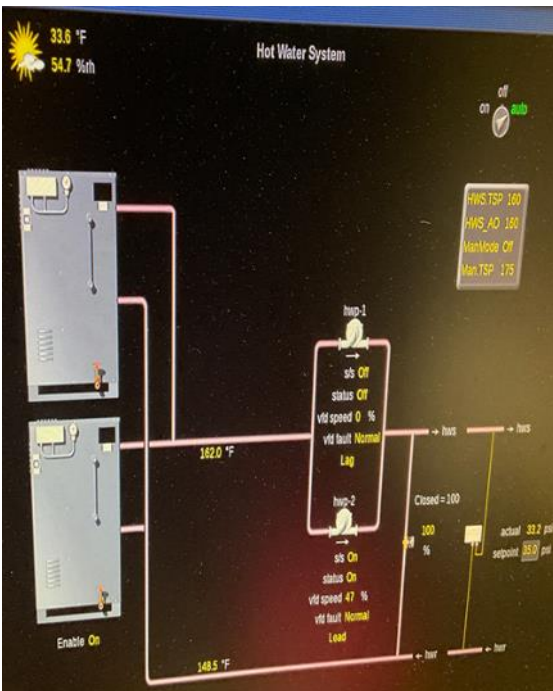 33.6 °F
54.7 %rh
Hot Water System
off
on
auto
HWS.TSP 160
HWS_AO 160
ManMode Off
Man.TSP 175
hwp-1
s/s Off
status Off
vfd speed 0 %
vfd fault Normal
Lag
162.0 °F
hws
hws
hwp-2
Closed = 100
100
%
actual 33.2 psi
setpoint 35.0 psi
s/s On
status On
vfd speed 47 %
vfd fault Normal
Lead
Enable On
148.5 °F
hwr
hwr